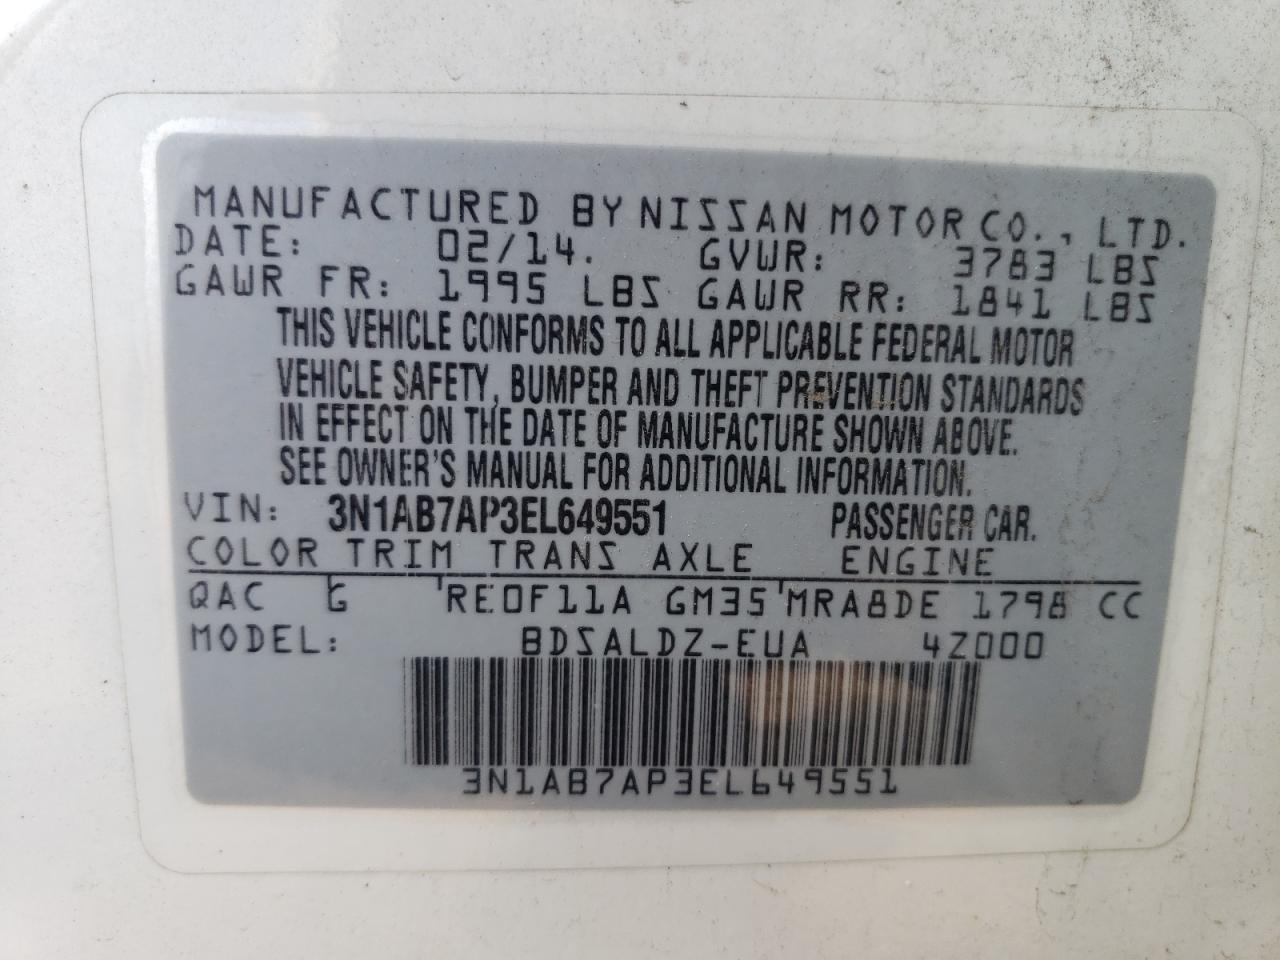 MANUFACTURED BY NISSAN MOTOR CO., LTD.
DATE: 02/14. GVWR: 3783 LBS
GAWR FR: 1995 LBS GAWR RR: 1841 LBS
THIS VEHICLE CONFORMS TO ALL APPLICABLE FEDERAL MOTOR
VEHICLE SAFETY, BUMPER AND THEFT PREVENTION STANDARDS
IN EFFECT ON THE DATE OF MANUFACTURE SHOWN ABOVE.
SEE OWNER'S MANUAL FOR ADDITIONAL INFORMATION.
VIN: 3N1AB7AP3EL649551 PASSENGER CAR.
COLOR TRIM TRANS AXLE ENGINE
QAC G 'RE0F11A GM35'MRA8DE 1798 CC
MODEL: BDSALDZ-EUA 4Z000
3N1AB7AP3EL649551